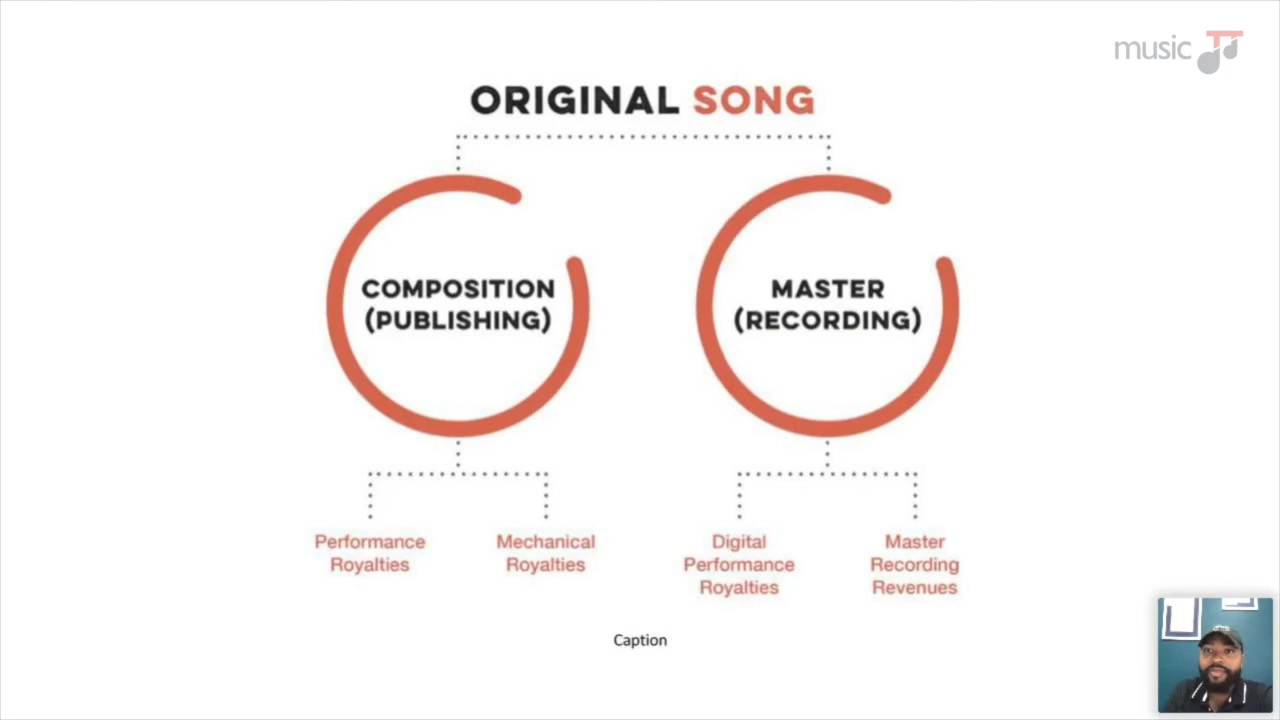 music
ORIGINAL SONG
COMPOSITION
(PUBLISHING)
MASTER
(RECORDING)
Performance
Royalties
Mechanical
Royalties
Digital
Performance
Royalties
Master
Recording
Revenues
Caption